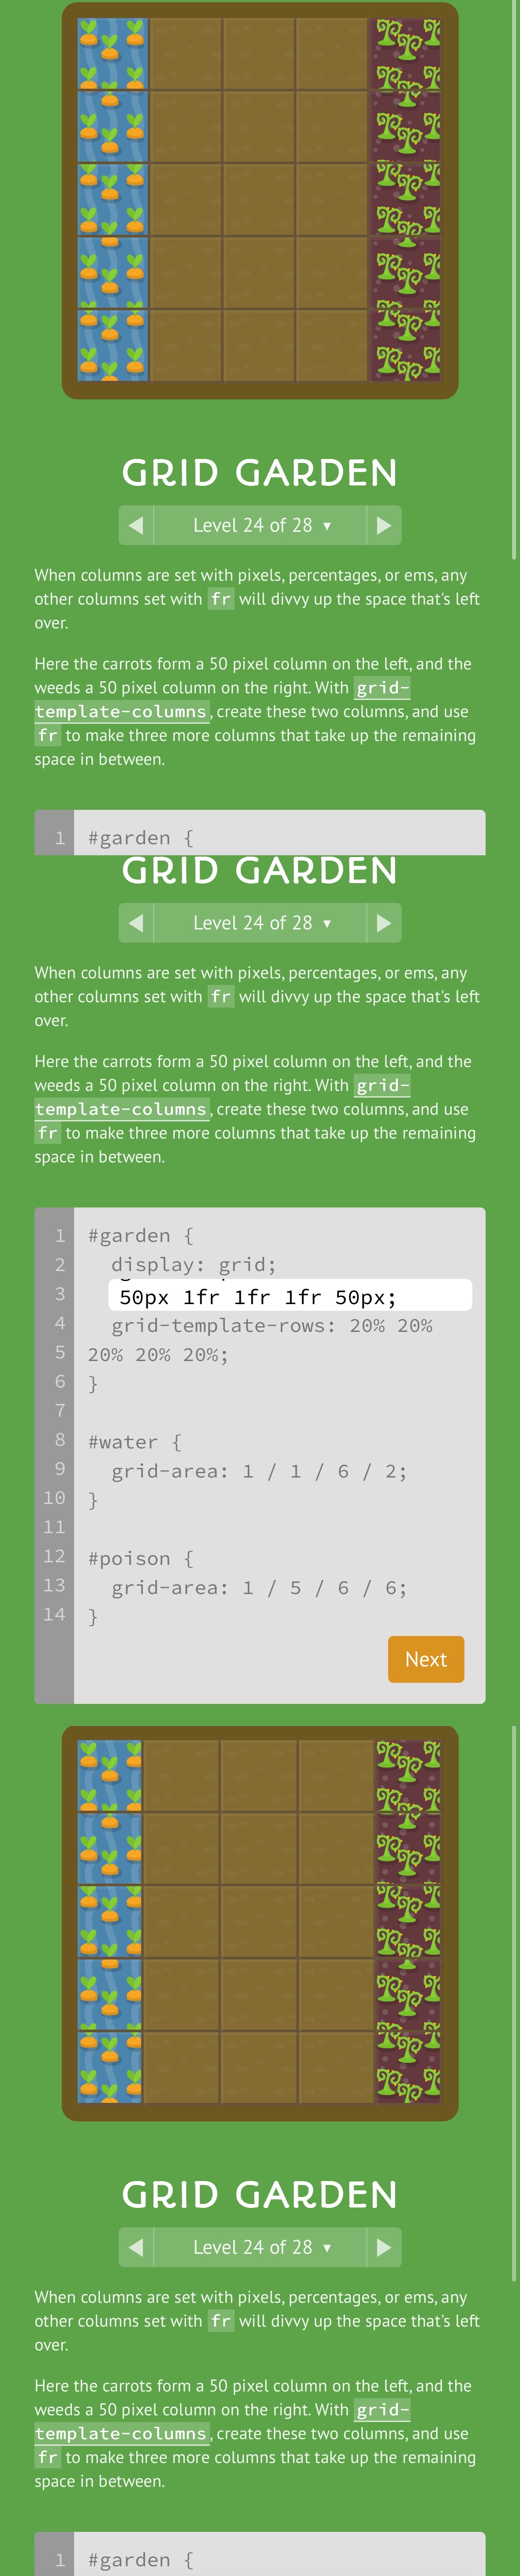 GRID GARDEN
◀ Level 24 of 28 ▼ ▶
When columns are set with pixels, percentages, or ems, any
other columns set with fr will divvy up the space that's left
over.
Here the carrots form a 50 pixel column on the left, and the
weeds a 50 pixel column on the right. With grid-
template-columns, create these two columns, and use
fr to make three more columns that take up the remaining
space in between.
1 #garden {
GRID GARDEN
◀ Level 24 of 28 ▼ ▶
When columns are set with pixels, percentages, or ems, any
other columns set with fr will divvy up the space that's left
over.
Here the carrots form a 50 pixel column on the left, and the
weeds a 50 pixel column on the right. With grid-
template-columns, create these two columns, and use
fr to make three more columns that take up the remaining
space in between.
1 #garden {
2 display: grid;
3 50px 1fr 1fr 1fr 50px;
4 grid-template-rows: 20% 20%
5 20% 20% 20%;
6 }
7
8 #water {
9 grid-area: 1 / 1 / 6 / 2;
10 }
11
12 #poison {
13 grid-area: 1 / 5 / 6 / 6;
14 }
Next
GRID GARDEN
◀ Level 24 of 28 ▼ ▶
When columns are set with pixels, percentages, or ems, any
other columns set with fr will divvy up the space that's left
over.
Here the carrots form a 50 pixel column on the left, and the
weeds a 50 pixel column on the right. With grid-
template-columns, create these two columns, and use
fr to make three more columns that take up the remaining
space in between.
1 #garden {